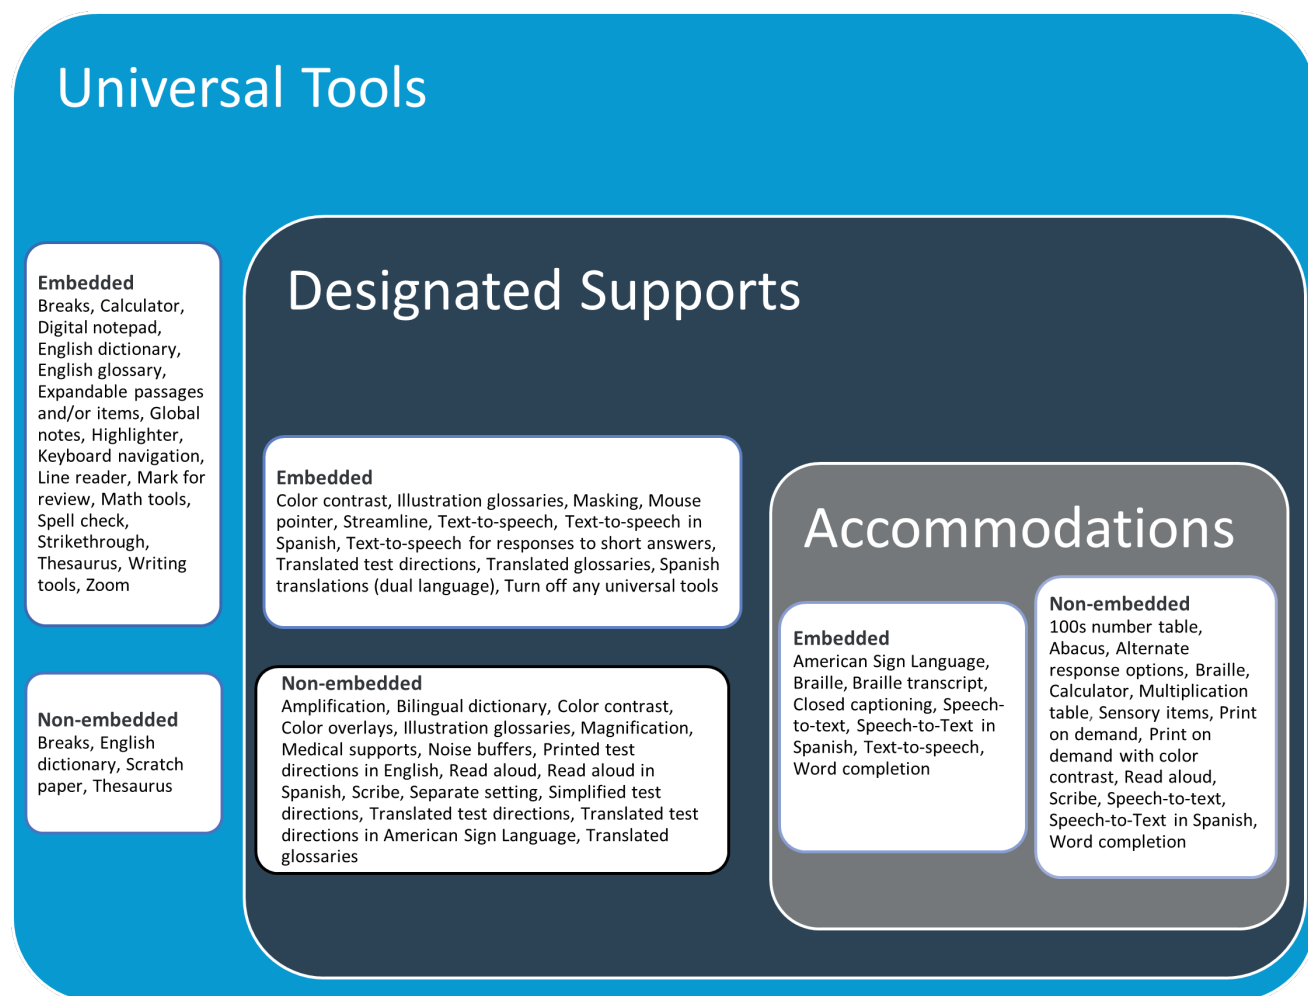 Universal Tools
Embedded
Breaks, Calculator,
Digital notepad,
English dictionary,
English glossary,
Expandable passages
and/or items, Global
notes, Highlighter,
Keyboard navigation,
Line reader, Mark for
review, Math tools,
Spell check,
Strikethrough,
Thesaurus, Writing
tools, Zoom
Non-embedded
Breaks, English
dictionary, Scratch
paper, Thesaurus
Designated Supports
Embedded
Color contrast, Illustration glossaries, Masking, Mouse
pointer, Streamline, Text-to-speech, Text-to-speech in
Spanish, Text-to-speech for responses to short answers,
Translated test directions, Translated glossaries, Spanish
translations (dual language), Turn off any universal tools
Non-embedded
Amplification, Bilingual dictionary, Color contrast,
Color overlays, Illustration glossaries, Magnification,
Medical supports, Noise buffers, Printed test
directions in English, Read aloud, Read aloud in
Spanish, Scribe, Separate setting, Simplified test
directions, Translated test directions, Translated test
directions in American Sign Language, Translated
glossaries
Accommodations
Embedded
American Sign Language,
Braille, Braille transcript,
Closed captioning, Speech-
to-text, Speech-to-Text in
Spanish, Text-to-speech,
Word completion
Non-embedded
100s number table,
Abacus, Alternate
response options, Braille,
Calculator, Multiplication
table, Sensory items, Print
on demand, Print on
demand with color
contrast, Read aloud,
Scribe, Speech-to-text,
Speech-to-Text in Spanish,
Word completion